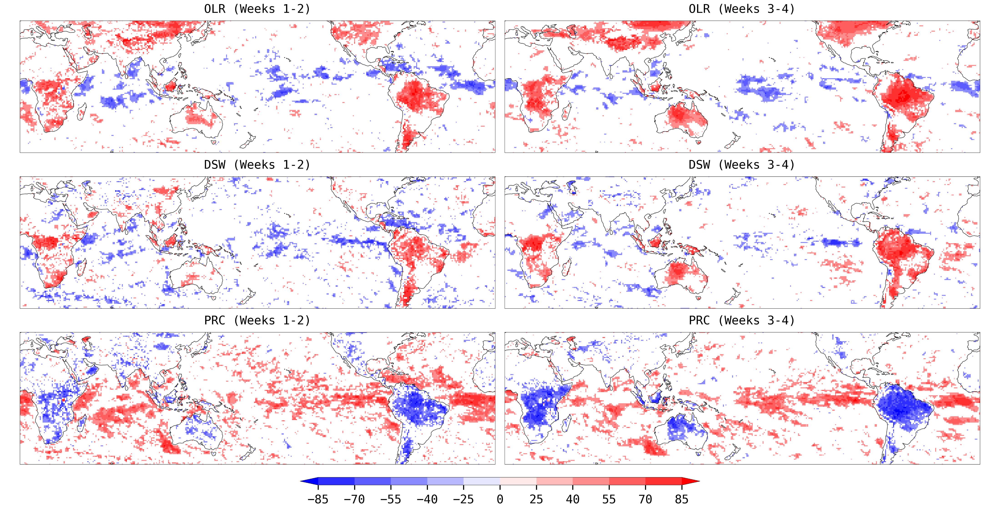 OLR (Weeks 1-2)
OLR (Weeks 3-4)
DSW (Weeks 1-2)
DSW (Weeks 3-4)
PRC (Weeks 1-2)
PRC (Weeks 3-4)
−85 −70 −55 −40 −25 0 25 40 55 70 85